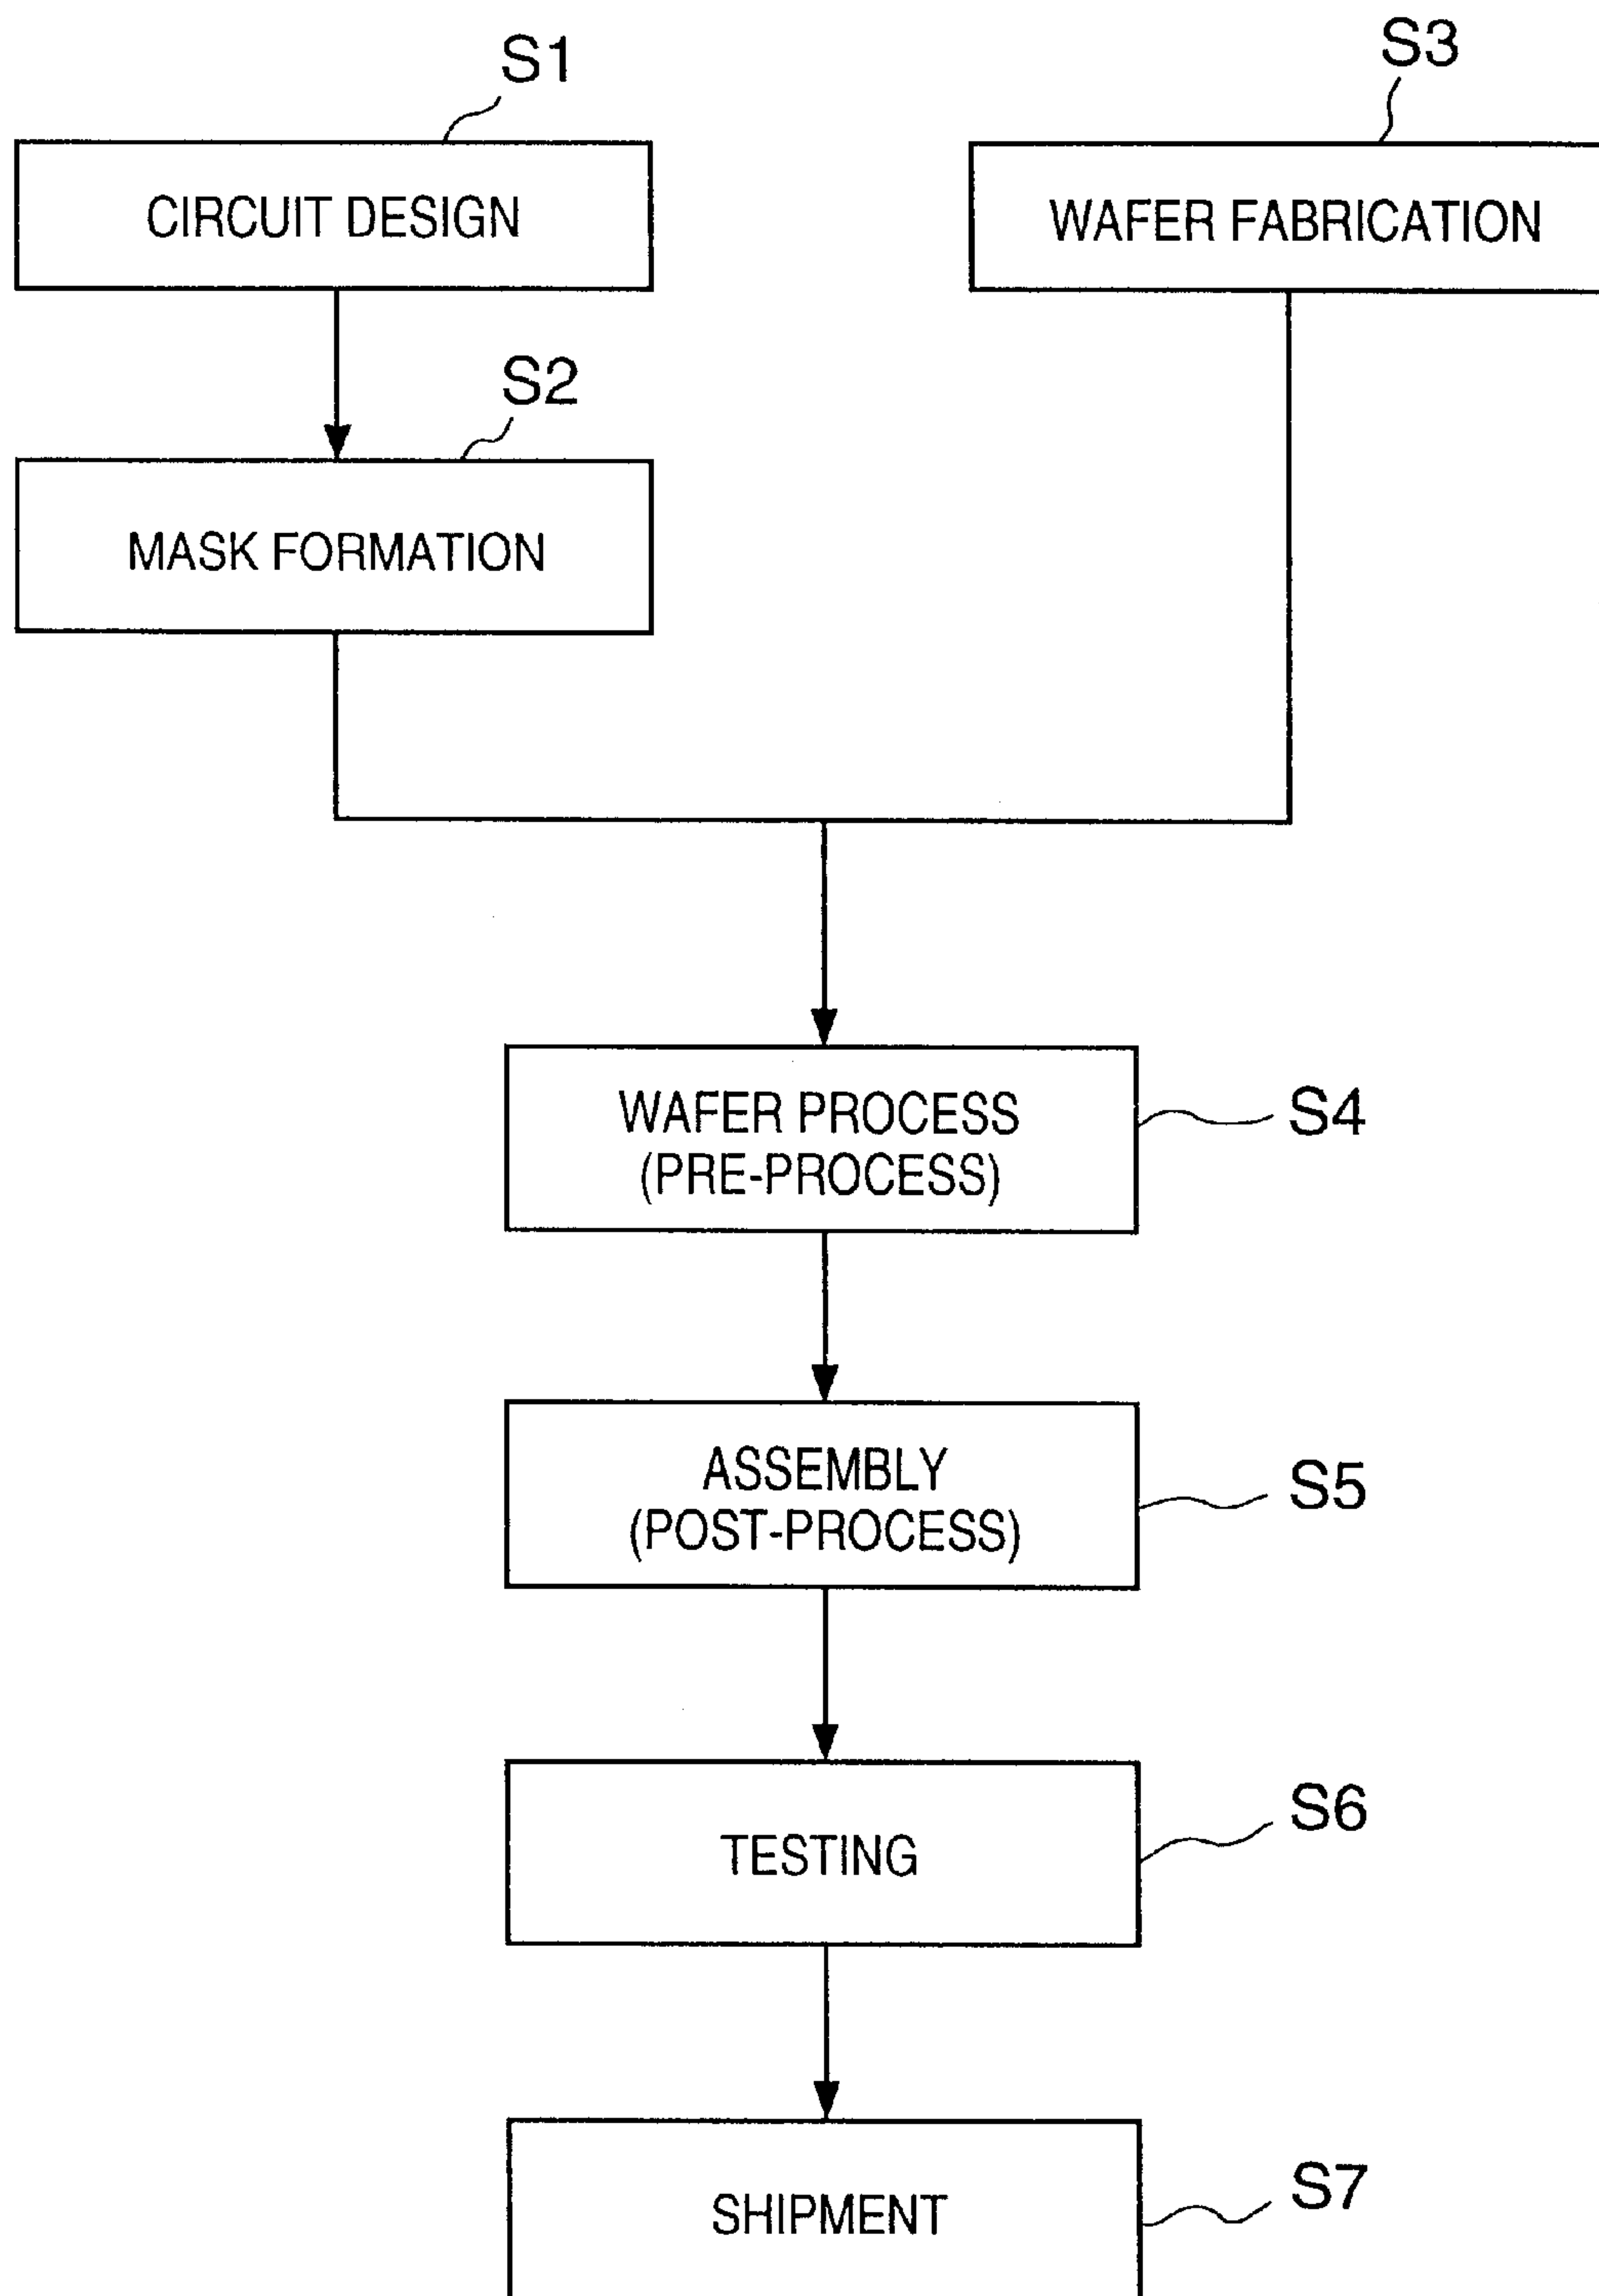 S1
CIRCUIT DESIGN
S3
WAFER FABRICATION
S2
MASK FORMATION
WAFER PROCESS
(PRE-PROCESS)
S4
ASSEMBLY
(POST-PROCESS)
S5
TESTING
S6
SHIPMENT
S7